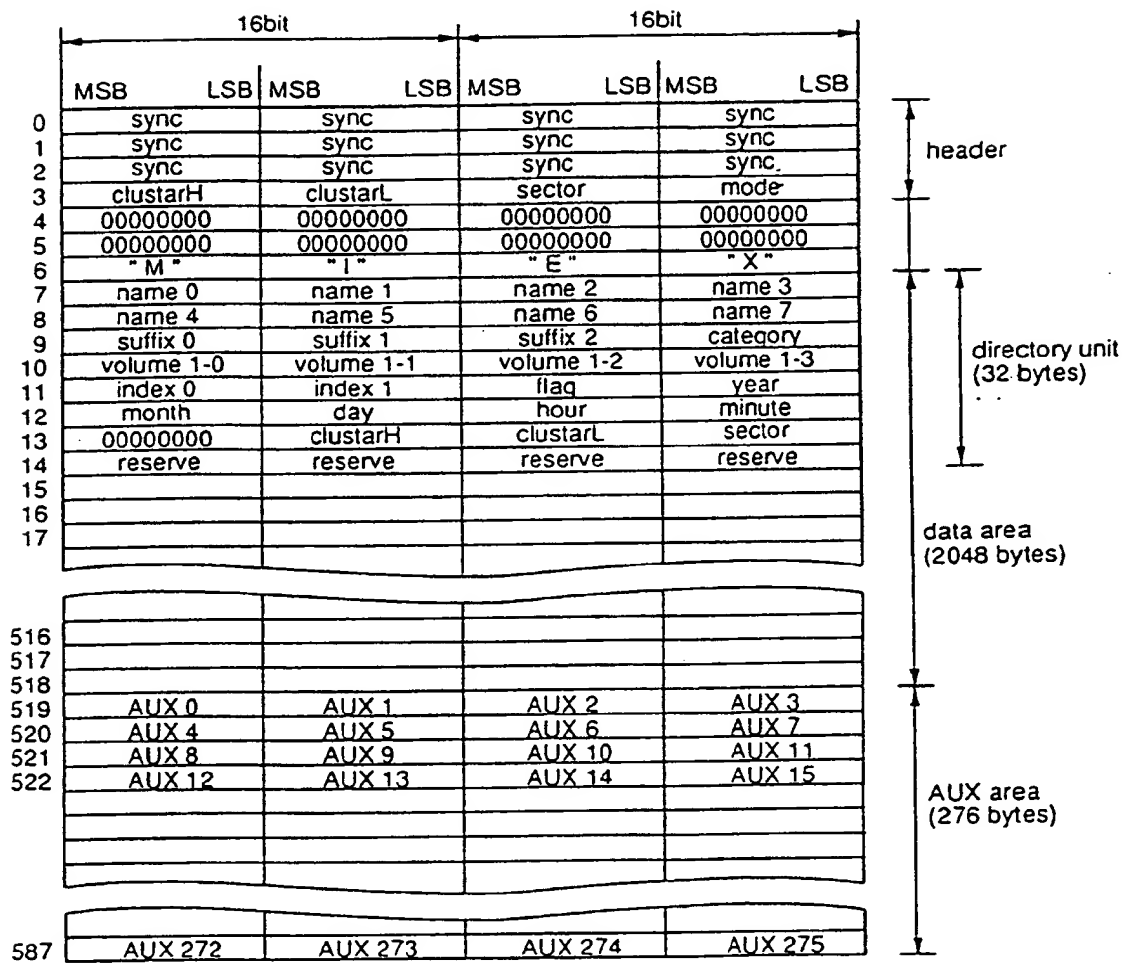 16bit 16bit
MSB LSB MSB LSB MSB LSB MSB LSB
0 sync sync sync sync
1 sync sync sync sync
2 sync sync sync sync
header
3 clustarH clustarL sector mode
4 00000000 00000000 00000000 00000000
5 00000000 00000000 00000000 00000000
6 "M" "I" "E" "X"
7 name 0 name 1 name 2 name 3
8 name 4 name 5 name 6 name 7
9 suffix 0 suffix 1 suffix 2 category
10 volume 1-0 volume 1-1 volume 1-2 volume 1-3
directory unit
(32 bytes)
11 index 0 index 1 flag year
12 month day hour minute
13 00000000 clustarH clustarL sector
14 reserve reserve reserve reserve
15
16
17
data area
(2048 bytes)
516
517
518
519 AUX 0 AUX 1 AUX 2 AUX 3
520 AUX 4 AUX 5 AUX 6 AUX 7
521 AUX 8 AUX 9 AUX 10 AUX 11
522 AUX 12 AUX 13 AUX 14 AUX 15
AUX area
(276 bytes)
587 AUX 272 AUX 273 AUX 274 AUX 275